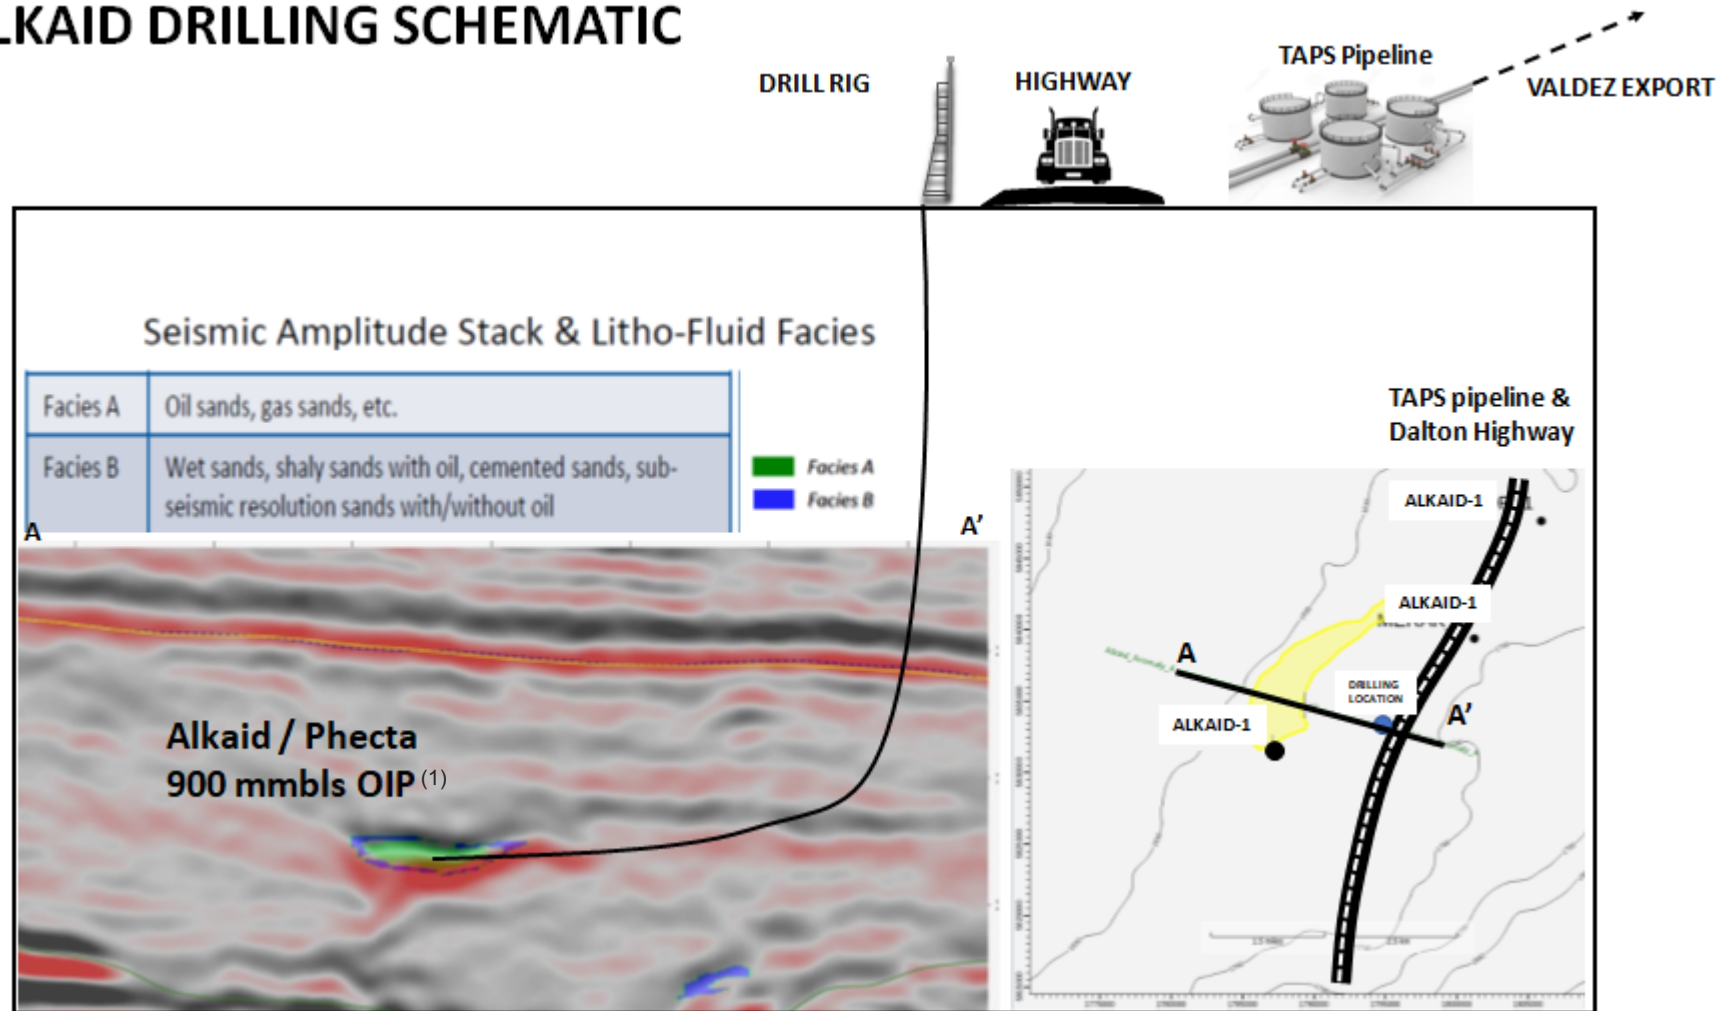 LKAID DRILLING SCHEMATIC
DRILL RIG
HIGHWAY
TAPS Pipeline
VALDEZ EXPORT
Seismic Amplitude Stack & Litho-Fluid Facies
Facies A Oil sands, gas sands, etc.
Facies B Wet sands, shaly sands with oil, cemented sands, sub-
seismic resolution sands with/without oil
Facies A
Facies B
A
A'
Alkaid / Phecta
900 mmbls OIP (1)
TAPS pipeline &
Dalton Highway
ALKAID-1
ALKAID-1
A
DRILLING
LOCATION
A'
ALKAID-1